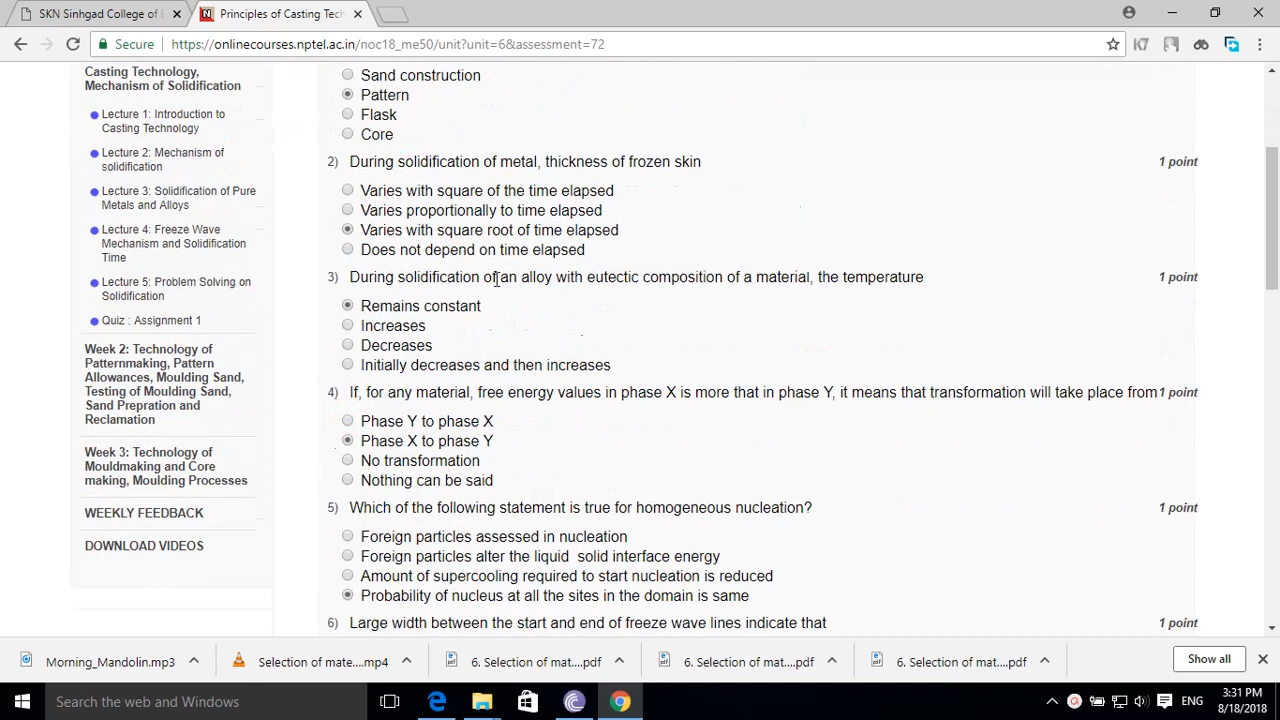 SKN Sinhgad College of E
Principles of Casting Tech
Secure
https://onlinecourses.nptel.ac.in/noc18_me50/unit?unit=6&assessment=72
Casting Technology,
Mechanism of Solidification
Lecture 1: Introduction to
Casting Technology
Lecture 2: Mechanism of
solidification
Lecture 3: Solidification of Pure
Metals and Alloys
Lecture 4: Freeze Wave
Mechanism and Solidification
Time
Lecture 5: Problem Solving on
Solidification
Quiz : Assignment 1
Week 2: Technology of
Patternmaking, Pattern
Allowances, Moulding Sand,
Testing of Moulding Sand,
Sand Prepration and
Reclamation
Week 3: Technology of
Mouldmaking and Core
making, Moulding Processes
WEEKLY FEEDBACK
DOWNLOAD VIDEOS
Sand construction
Pattern
Flask
Core
2) During solidification of metal, thickness of frozen skin 1 point
Varies with square of the time elapsed
Varies proportionally to time elapsed
Varies with square root of time elapsed
Does not depend on time elapsed
3) During solidification of an alloy with eutectic composition of a material, the temperature 1 point
Remains constant
Increases
Decreases
Initially decreases and then increases
4) If, for any material, free energy values in phase X is more that in phase Y, it means that transformation will take place from 1 point
Phase Y to phase X
Phase X to phase Y
No transformation
Nothing can be said
5) Which of the following statement is true for homogeneous nucleation? 1 point
Foreign particles assessed in nucleation
Foreign particles alter the liquid solid interface energy
Amount of supercooling required to start nucleation is reduced
Probability of nucleus at all the sites in the domain is same
6) Large width between the start and end of freeze wave lines indicate that 1 point
Morning_Mandolin.mp3
Selection of mate....mp4
6. Selection of mat....pdf
6. Selection of mat....pdf
6. Selection of mat....pdf
Show all
Search the web and Windows
ENG
3:31 PM
8/18/2018